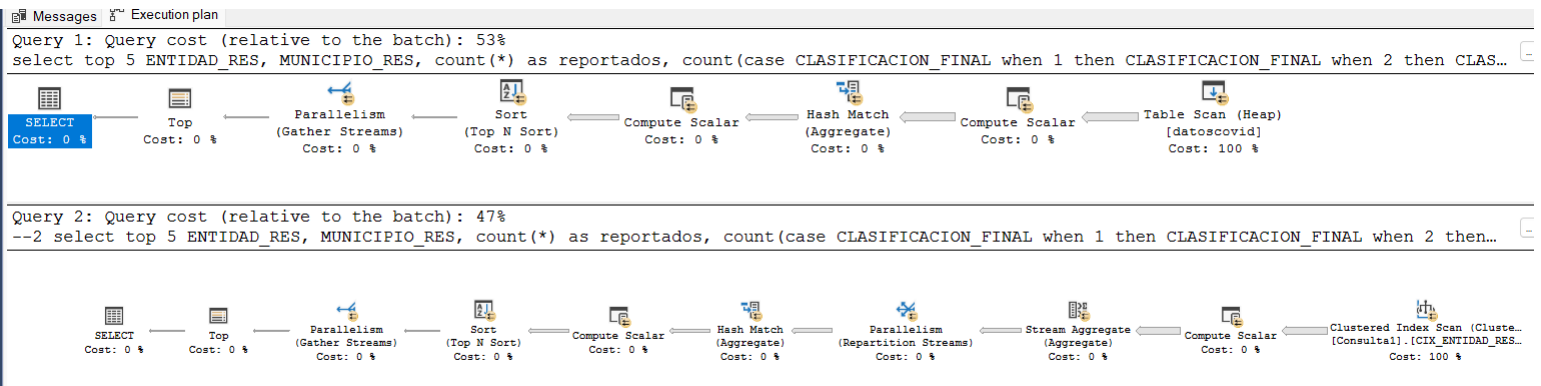 Messages Execution plan
Query 1: Query cost (relative to the batch): 53%
select top 5 ENTIDAD_RES, MUNICIPIO_RES, count(*) as reportados, count(case CLASIFICACION_FINAL when 1 then CLASIFICACION_FINAL when 2 then CLAS...
SELECT
Cost: 0 %
Top
Cost: 0 %
Parallelism
(Gather Streams)
Cost: 0 %
Sort
(Top N Sort)
Cost: 0 %
Compute Scalar
Cost: 0 %
Hash Match
(Aggregate)
Cost: 0 %
Compute Scalar
Cost: 0 %
Table Scan (Heap)
[datoscovid]
Cost: 100 %
Query 2: Query cost (relative to the batch): 47%
--2 select top 5 ENTIDAD_RES, MUNICIPIO_RES, count(*) as reportados, count(case CLASIFICACION_FINAL when 1 then CLASIFICACION_FINAL when 2 then...
SELECT
Cost: 0 %
Top
Cost: 0 %
Parallelism
(Gather Streams)
Cost: 0 %
Sort
(Top N Sort)
Cost: 0 %
Compute Scalar
Cost: 0 %
Hash Match
(Aggregate)
Cost: 0 %
Parallelism
(Repartition Streams)
Cost: 0 %
Stream Aggregate
(Aggregate)
Cost: 0 %
Compute Scalar
Cost: 0 %
Clustered Index Scan (Cluste...
[Consulta1].[CIX_ENTIDAD_RES...
Cost: 100 %